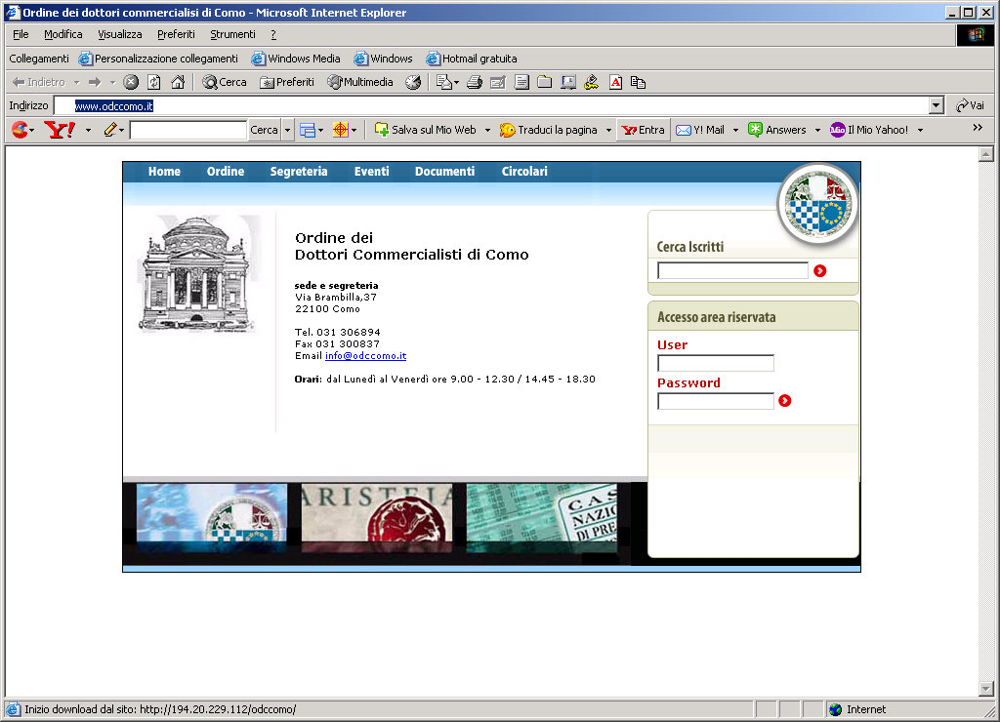 Ordine dei dottori commercialisi di Como - Microsoft Internet Explorer
File Modifica Visualizza Preferiti Strumenti ?
Collegamenti Personalizzazione collegamenti Windows Media Windows Hotmail gratuita
Indietro Cerca Preferiti Multimedia
Indirizzo www.odccomo.it Vai
Y! Cerca Salva sul Mio Web Traduci la pagina Y? Entra Y! Mail Answers Mio Il Mio Yahoo! »
Home Ordine Segreteria Eventi Documenti Circolari
Ordine dei
Dottori Commercialisti di Como
sede e segreteria
Via Brambilla,37
22100 Como
Tel. 031 306894
Fax 031 300837
Email info@odccomo.it
Orari: dal Lunedì al Venerdì ore 9.00 - 12.30 / 14.45 - 18.30
Cerca Iscritti
Accesso area riservata
User
Password
ARISTEIA
CAS
NAZIO
DI PRE
Inizio download dal sito: http://194.20.229.112/odccomo/ Internet